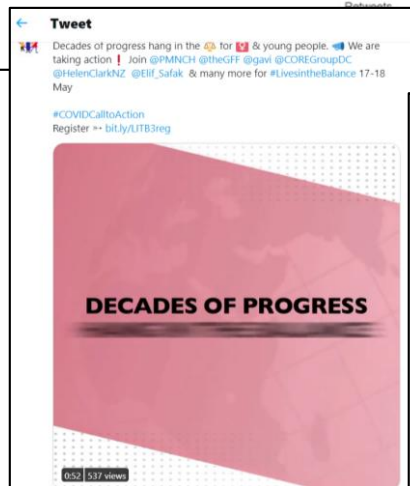 Retweets
← Tweet
Decades of progress hang in the ⚖️ for & young people. 📢 We are
taking action ❗ Join @PMNCH @theGFF @gavi @COREGroupDC
@HelenClarkNZ @Elif_Safak & many more for #LivesintheBalance 17-18
May
#COVIDCalltoAction
Register ➳ bit.ly/LITB3reg
DECADES OF PROGRESS
0:52 537 views